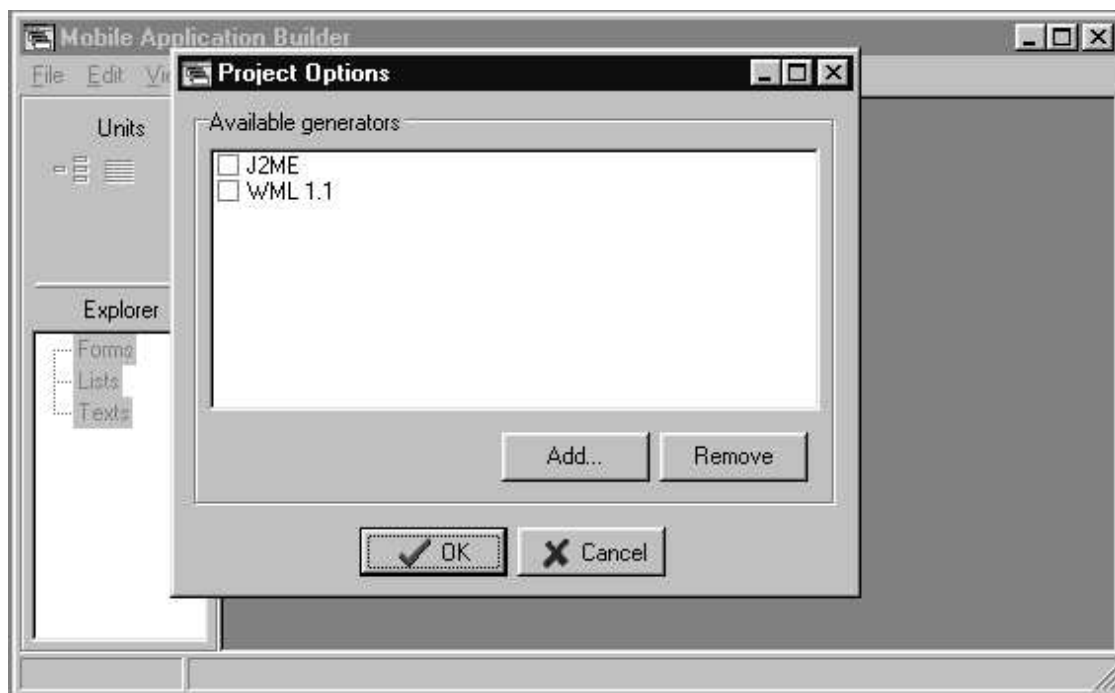 Mobile Application Builder
File Edit Vie
Project Options
Units
Available generators
J2ME
WML 1.1
Explorer
Forms
Lists
Texts
Add... Remove
OK Cancel